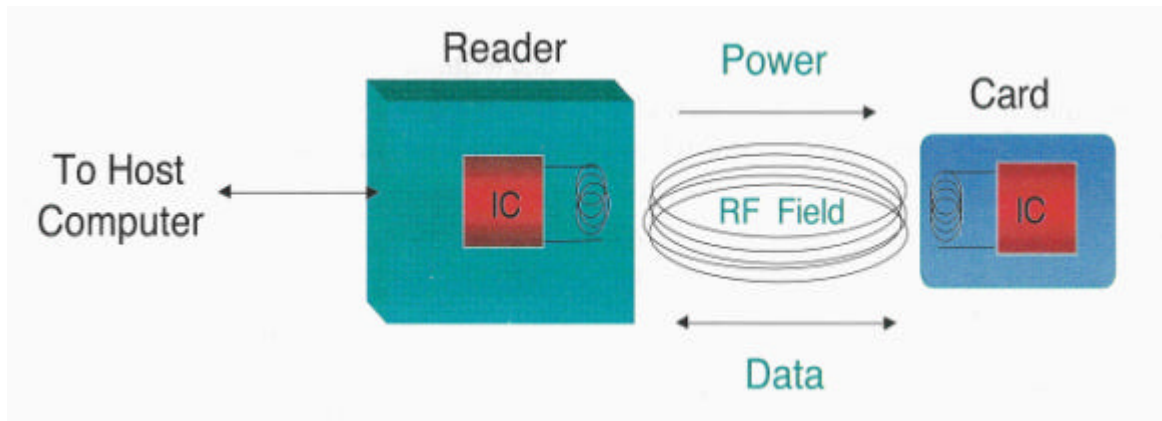 Reader
Power
Card
To Host
Computer
IC
RF Field
IC
Data